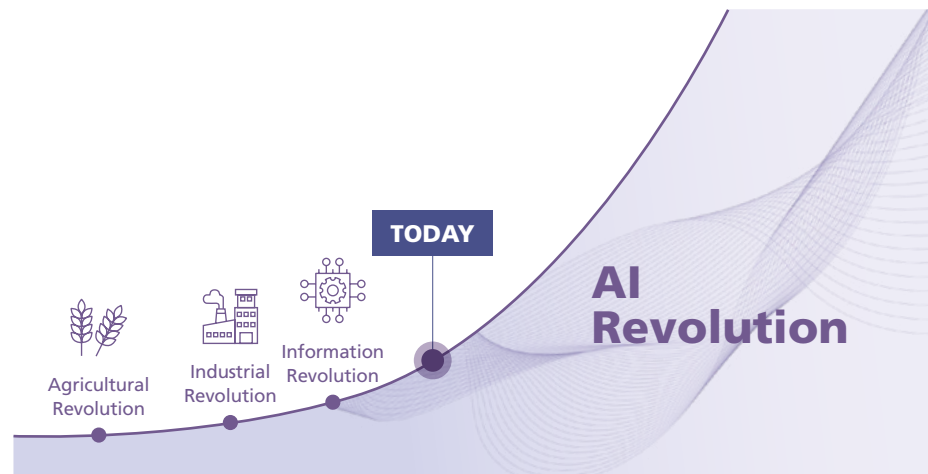 TODAY
AI
Revolution
Information
Revolution
Industrial
Revolution
Agricultural
Revolution